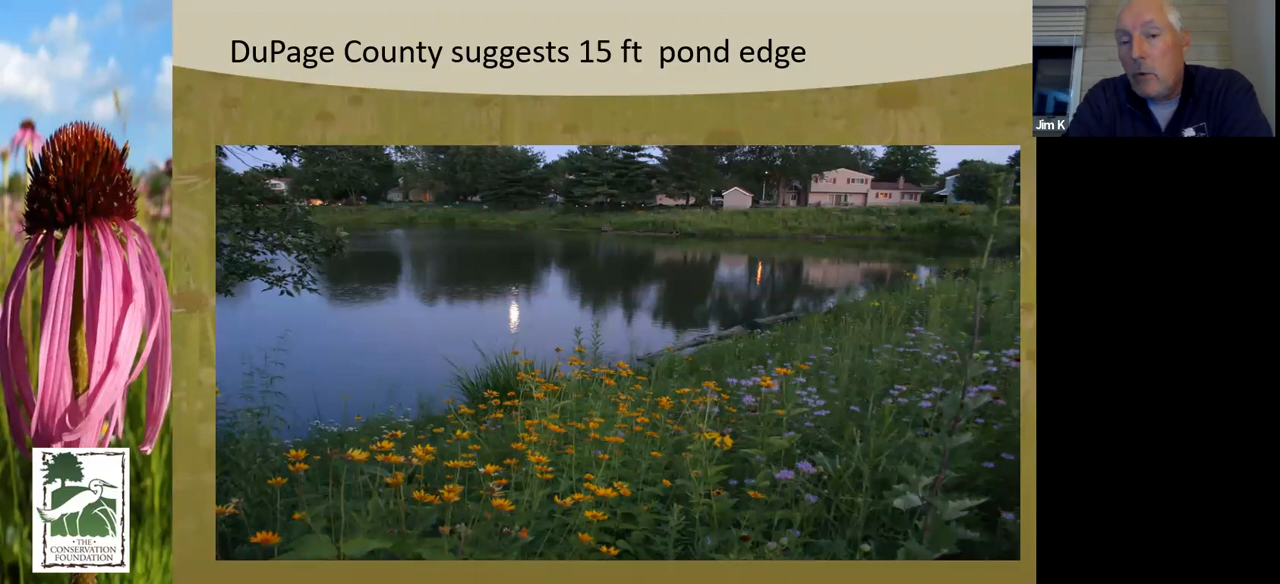 DuPage County suggests 15 ft  pond edge
Jim K
• THE •
CONSERVATION
FOUNDATION